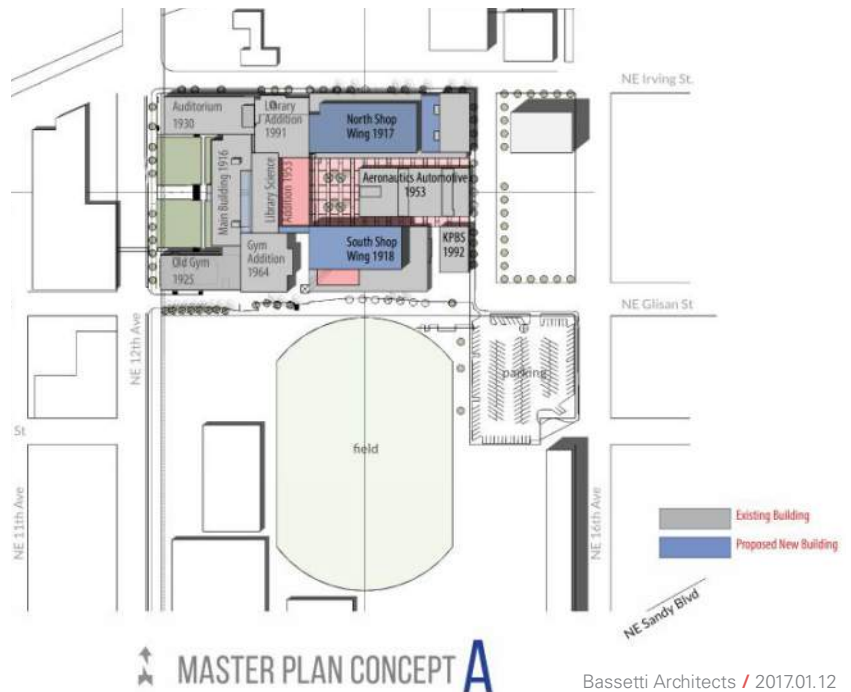 NE Irving St.
Auditorium
1930
Library
Addition
1991
North Shop
Wing 1917
Main Building 1916
Library Science
Addition 1953
Aeronautics Automotive
1953
South Shop
Wing 1918
KPBS
1992
Gym
Addition
1964
Old Gym
1925
NE Glisan St
NE 12th Ave
parking
St
field
NE 11th Ave
NE 16th Ave
Existing Building
Proposed New Building
NE Sandy Blvd
MASTER PLAN CONCEPT A
Bassetti Architects / 2017.01.12